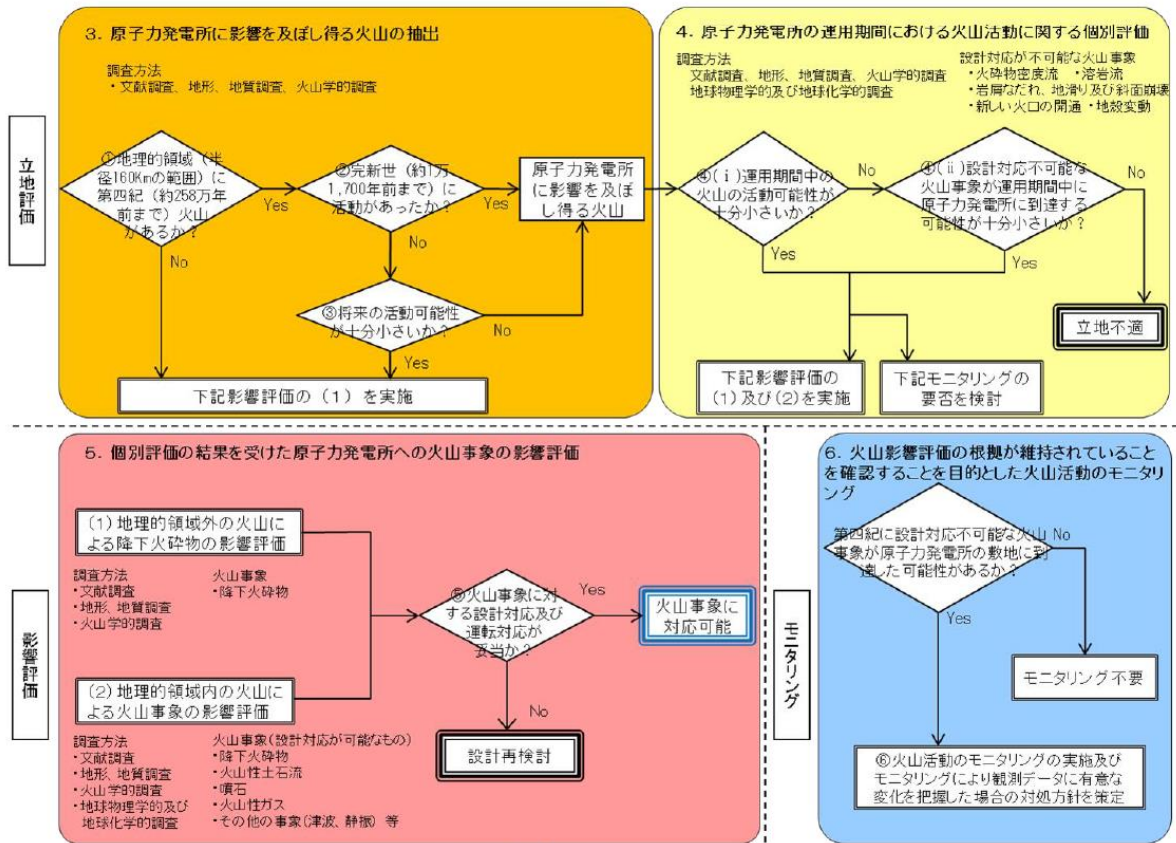 立地評価
3. 原子力発電所に影響を及ぼし得る火山の抽出
調査方法
・文献調査、地形、地質調査、火山学的調査
①地理的領域(半
径160Kmの範囲)に
第四紀(約258万年
前まで)火山
があるか?
Yes
No
②完新世(約1万
1,700年前まで)に
活動があったか?
Yes
No
原子力発電所
に影響を及ぼ
し得る火山
③将来の活動可能性
が十分小さいか?
No
Yes
下記影響評価の(1)を実施
4. 原子力発電所の運用期間における火山活動に関する個別評価
調査方法
文献調査、地形、地質調査、火山学的調査
地球物理学的及び地球化学的調査
設計対応が不可能な火山事象
・火砕物密度流 ・溶岩流
・岩屑なだれ、地滑り及び斜面崩壊
・新しい火口の開通 ・地殻変動
④(ⅰ)運用期間中の
火山の活動可能性が
十分小さいか?
No
Yes
④(ⅱ)設計対応不可能な
火山事象が運用期間中に
原子力発電所に到達する
可能性が十分小さいか?
No
Yes
立地不適
下記影響評価の
(1)及び(2)を実施
下記モニタリングの
要否を検討
影響評価
5. 個別評価の結果を受けた原子力発電所への火山事象の影響評価
(1)地理的領域外の火山に
よる降下火砕物の影響評価
調査方法
・文献調査
・地形、地質調査
・火山学的調査
火山事象
・降下火砕物
⑤火山事象に対
する設計対応及び
運転対応が
妥当か?
Yes
No
火山事象に
対応可能
設計再検討
(2)地理的領域内の火山に
よる火山事象の影響評価
調査方法
・文献調査
・地形、地質調査
・火山学的調査
・地球物理学的及び
地球化学的調査
火山事象(設計対応が可能なもの)
・降下火砕物
・火山性土石流
・噴石
・火山性ガス
・その他の事象(津波、静振)等
モニタリング
6. 火山影響評価の根拠が維持されていること
を確認することを目的とした火山活動のモニタリ
ング
第四紀に設計対応不可能な火山
事象が原子力発電所の敷地に到
達した可能性があるか?
No
Yes
モニタリング不要
⑥火山活動のモニタリングの実施及び
モニタリングにより観測データに有意な
変化を把握した場合の対処方針を策定